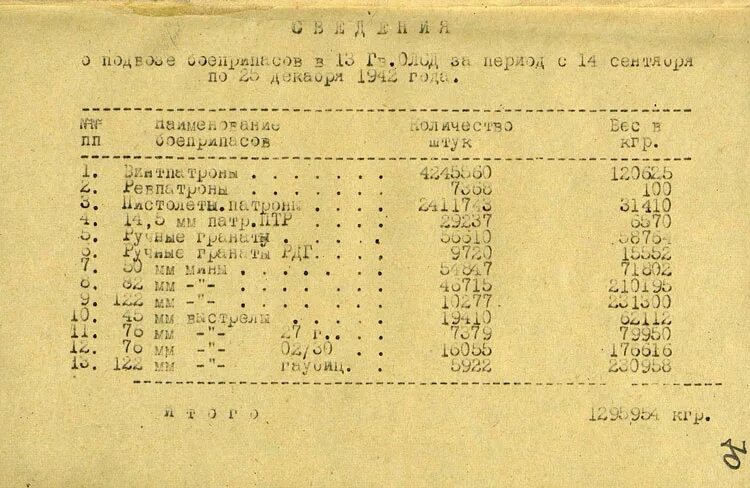 СВЕДЕНИЯ
о подвозе боеприпасов в 13 Гв.ОЛСД за период с 14 сентября
по 25 декабря 1942 года.
№№ Наименование Количество Вес в
пп боеприпасов штук кгр.
1. Винтпатроны . . . . . . . 4245560 120625
2. Ревпатроны . . . . . . . 7368 100
3. Пистолетн.патроны . . . . 2411743 31410
4. 14,5 мм патр.ПТР . . . . 29237 6570
5. Ручные гранаты . . . . . 56310 58764
6. Ручные гранаты РДГ. . . . 9720 15552
7. 50 мм мины . . . . . . . 54847 71802
8. 82 мм -"- . . . . . . . 46715 210195
9. 122 мм -"- . . . . . . . 10277 231300
10. 45 мм выстрелы . . . . . 19410 62112
11. 76 мм -"- 27 г.. . . 7379 79950
12. 76 мм -"- 02/30 . . . 16055 176616
13. 122 мм -"- гаубиц. . . 5922 230958
Итого 1295954 кгр.